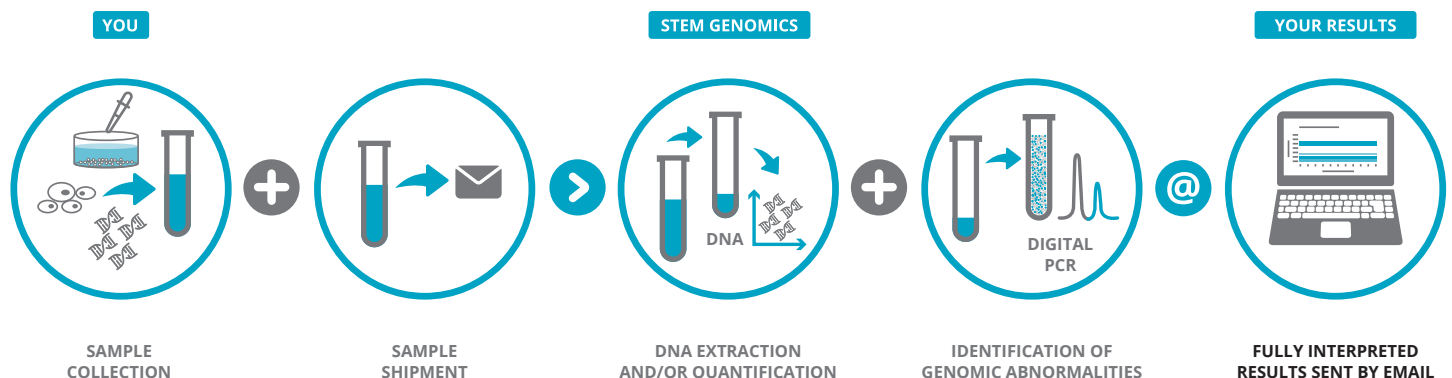 YOU
STEM GENOMICS
YOUR RESULTS
@
DNA
DIGITAL
PCR
SAMPLE
COLLECTION
SAMPLE
SHIPMENT
DNA EXTRACTION
AND/OR QUANTIFICATION
IDENTIFICATION OF
GENOMIC ABNORMALITIES
FULLY INTERPRETED
RESULTS SENT BY EMAIL